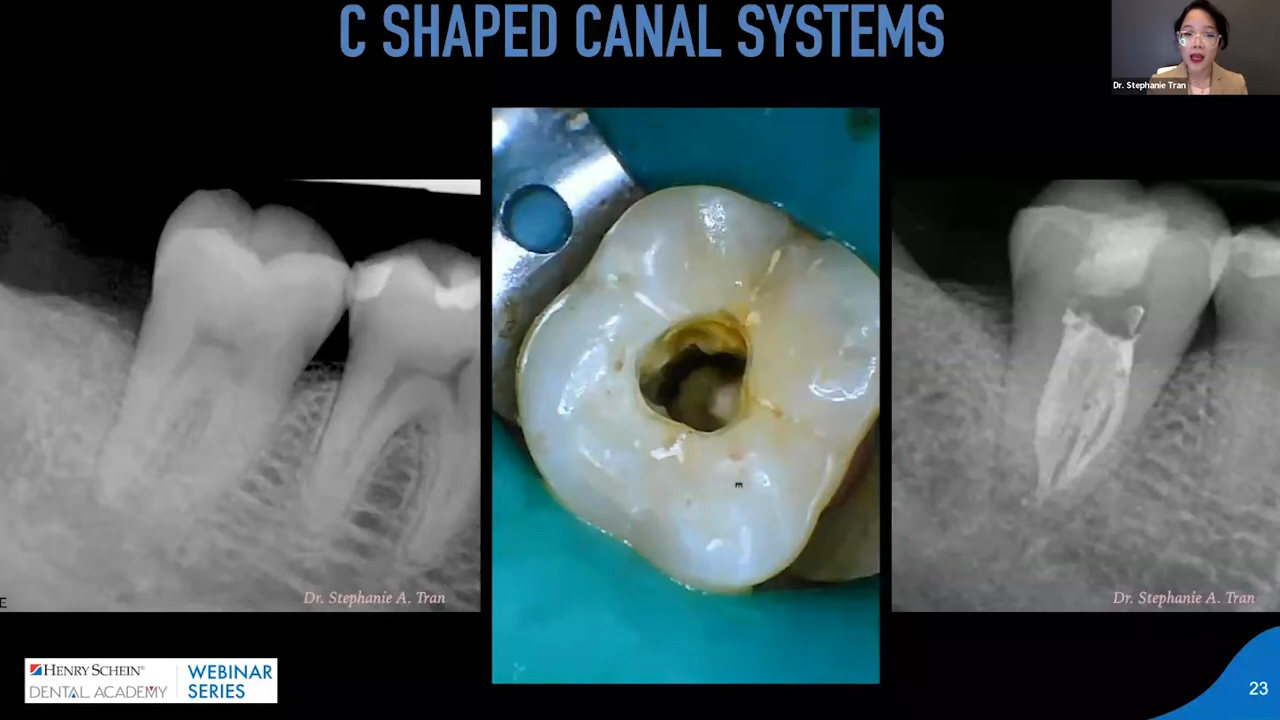 C SHAPED CANAL SYSTEMS
Dr. Stephanie Tran
m
E
Dr. Stephanie A. Tran
Dr. Stephanie A. Tran
HENRY SCHEIN®
DENTAL ACADEMY
WEBINAR
SERIES
23